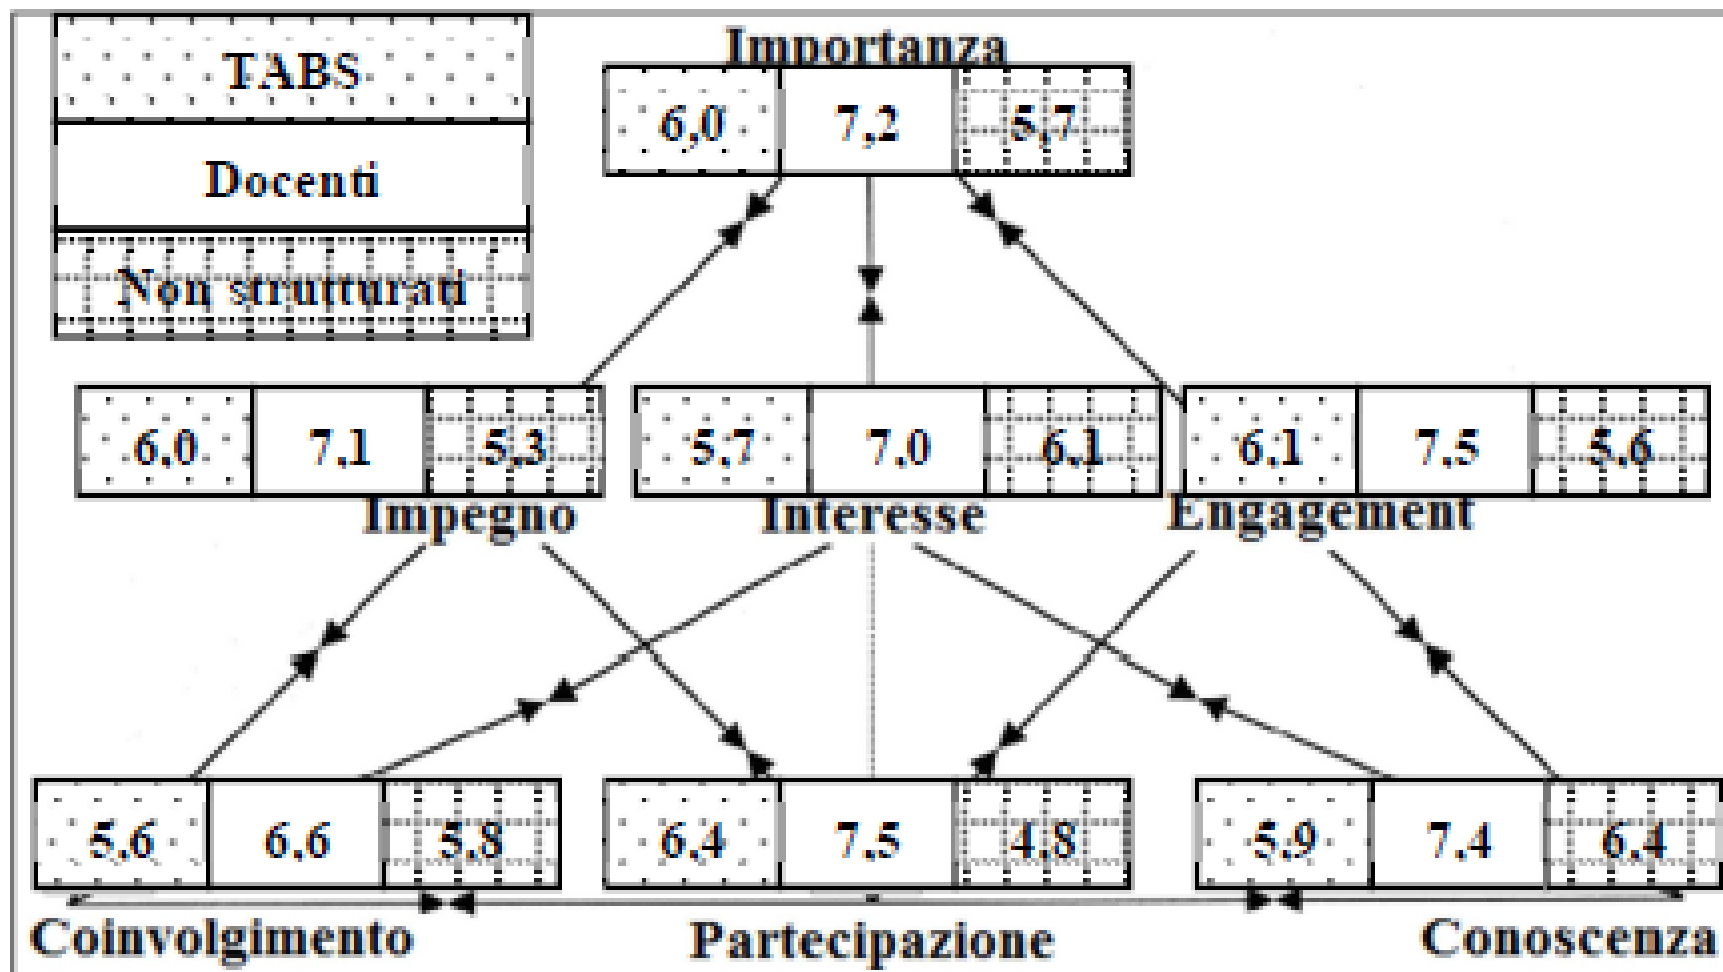 TABS
Docenti
Non strutturati
Importanza
6,0 7,2 5,7
6,0 7,1 5,3
5,7 7,0 6,1
6,1 7,5 5,6
Impegno Interesse Engagement
5,6 6,6 5,8
6,4 7,5 4,8
5,9 7,4 6,4
Coinvolgimento Partecipazione Conoscenza